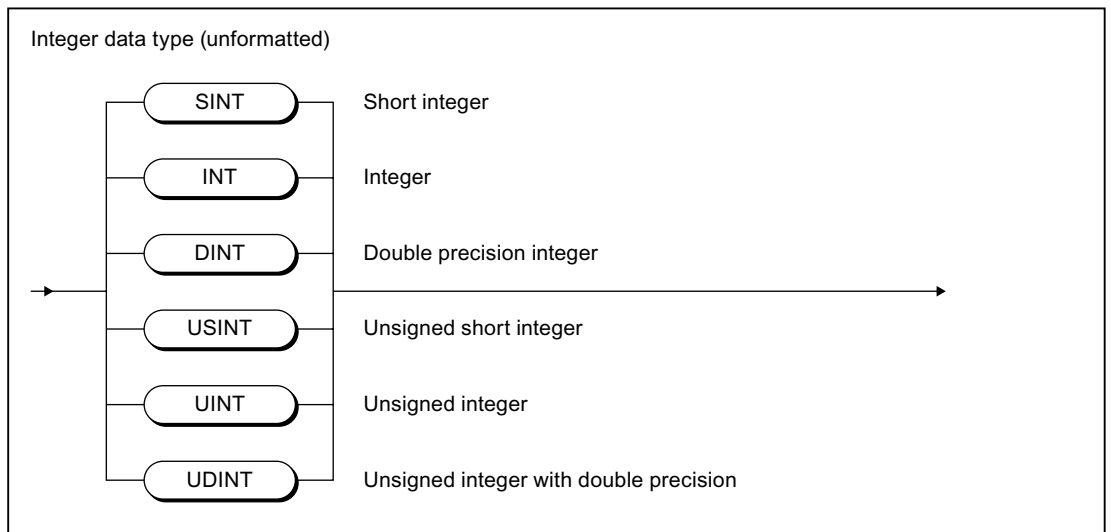 Integer data type (unformatted)
SINT Short integer
INT Integer
DINT Double precision integer
USINT Unsigned short integer
UINT Unsigned integer
UDINT Unsigned integer with double precision